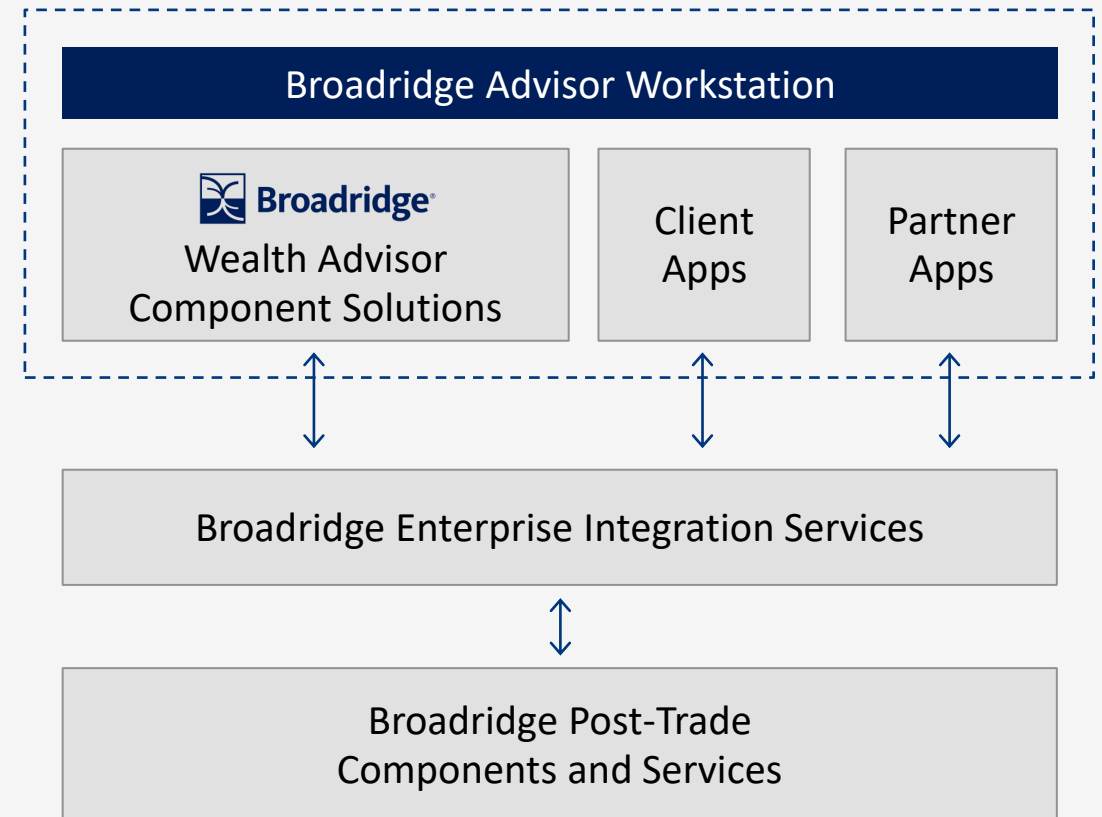 Broadridge Advisor Workstation
Broadridge®
Wealth Advisor
Component Solutions
Client
Apps
Partner
Apps
Broadridge Enterprise Integration Services
Broadridge Post-Trade
Components and Services